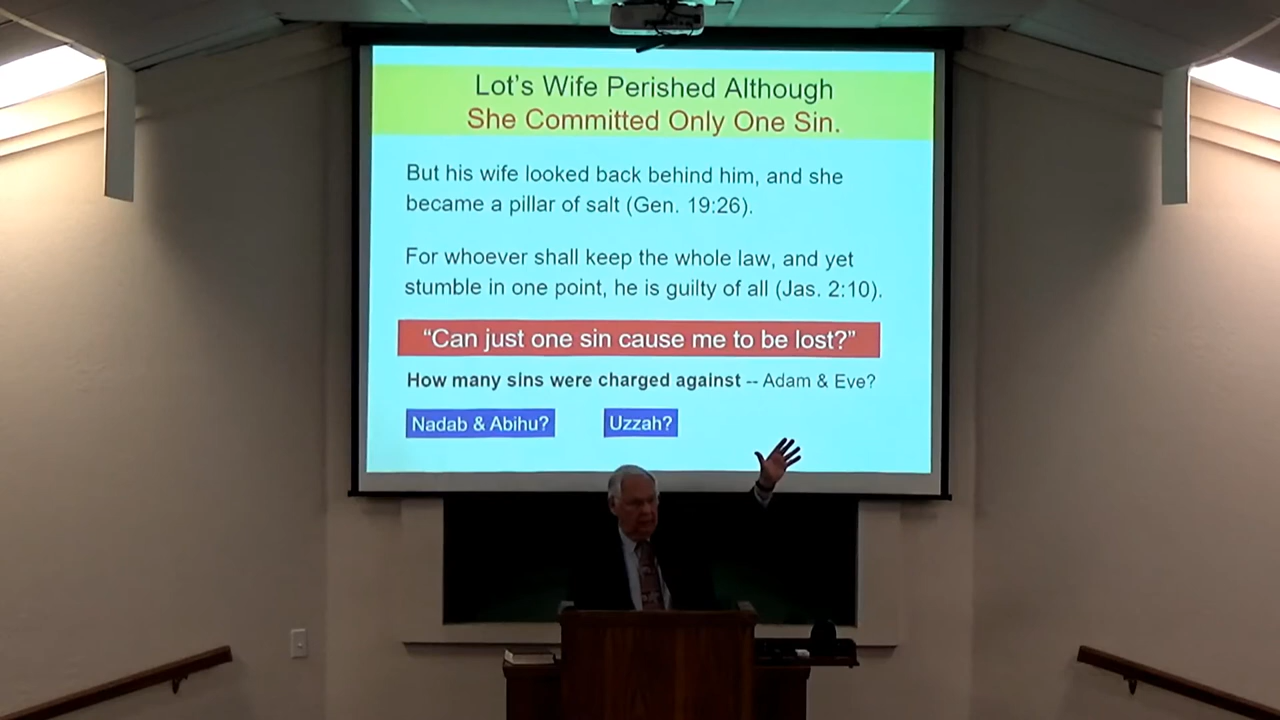 Lot's Wife Perished Although
She Committed Only One Sin.
But his wife looked back behind him, and she
became a pillar of salt (Gen. 19:26).
For whoever shall keep the whole law, and yet
stumble in one point, he is guilty of all (Jas. 2:10).
“Can just one sin cause me to be lost?”
How many sins were charged against -- Adam & Eve?
Nadab & Abihu? Uzzah?